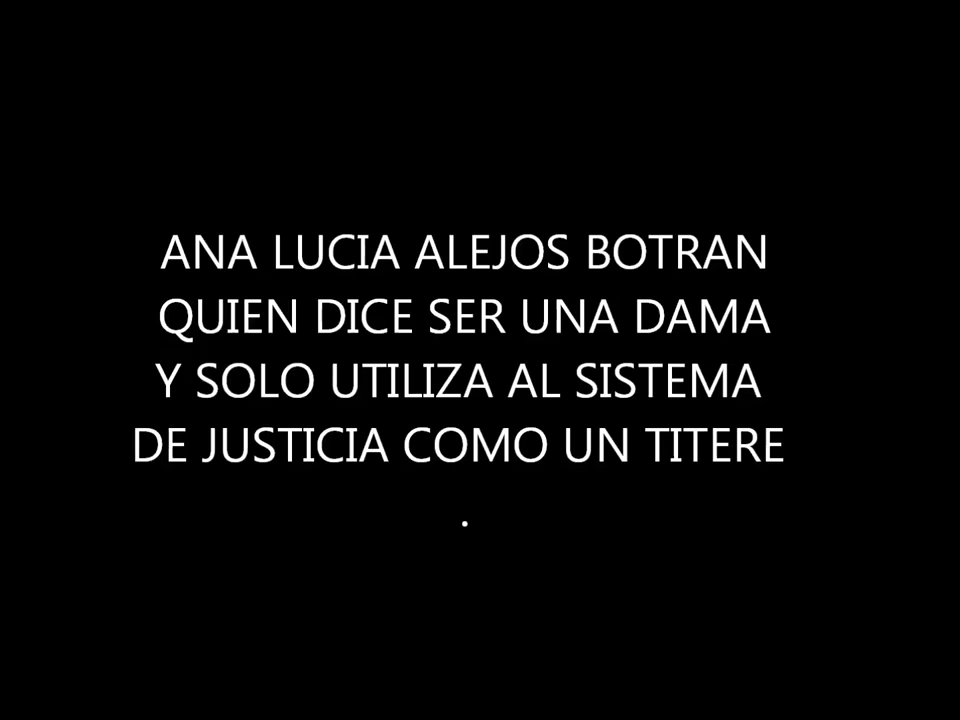 ANA LUCIA ALEJOS BOTRAN
QUIEN DICE SER UNA DAMA
Y SOLO UTILIZA AL SISTEMA
DE JUSTICIA COMO UN TITERE
.